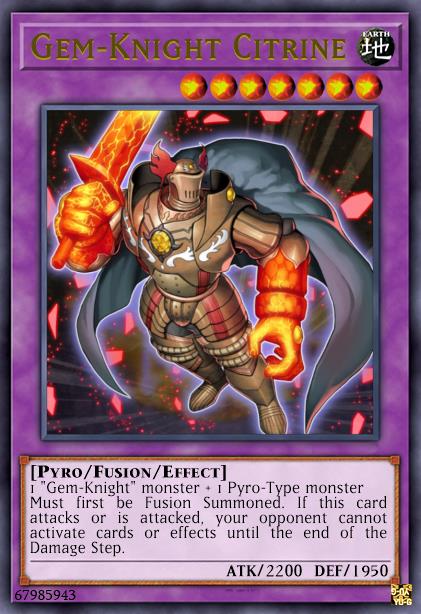 GEM-KNIGHT CITRINE
EARTH
地
[PYRO/FUSION/EFFECT]
1 "Gem-Knight" monster + 1 Pyro-Type monster
Must first be Fusion Summoned. If this card
attacks or is attacked, your opponent cannot
activate cards or effects until the end of the
Damage Step.
ATK/2200 DEF/1950
67985943